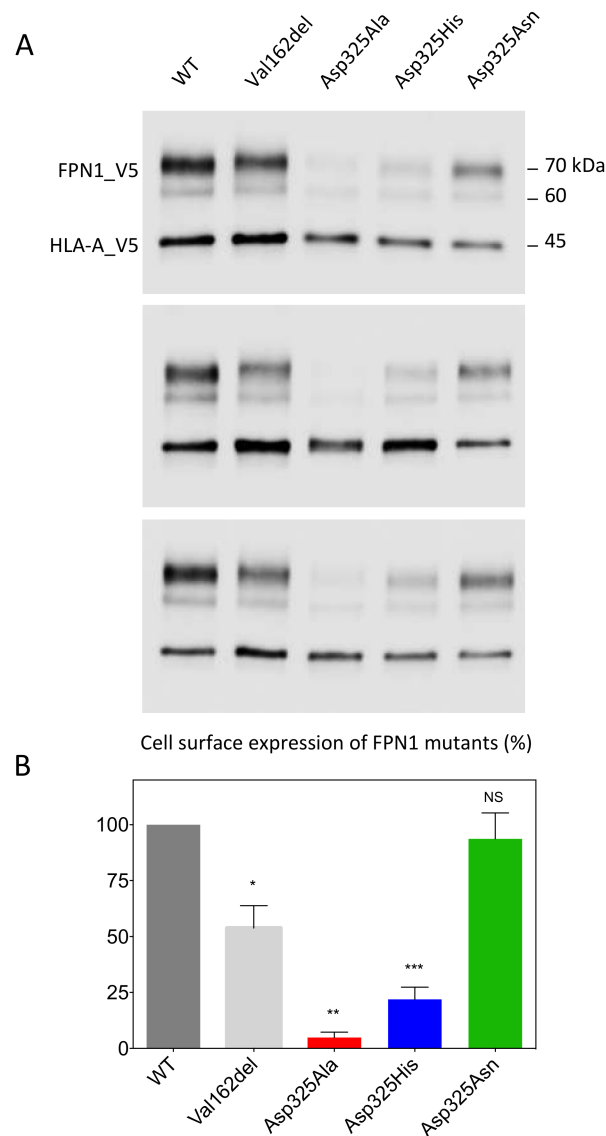 A
WT Val162del Asp325Ala Asp325His Asp325Asn
FPN1_V5
70 kDa
60
HLA-A_V5
45
Cell surface expression of FPN1 mutants (%)
B
NS
100
75
*
50
***
25
**
0
WT Val162del Asp325Ala Asp325His Asp325Asn